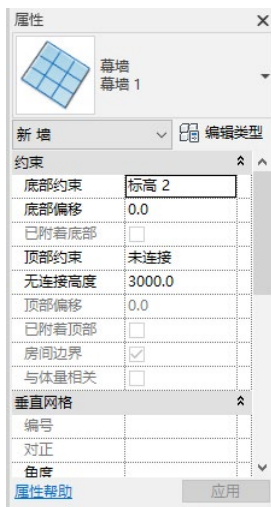 属性
幕墙
幕墙 1
新 墙 编辑类型
约束
底部约束 标高 2
底部偏移 0.0
已附着底部
顶部约束 未连接
无连接高度 3000.0
顶部偏移 0.0
已附着顶部
房间边界
与体量相关
垂直网格
编号
对正
角度
属性帮助 应用